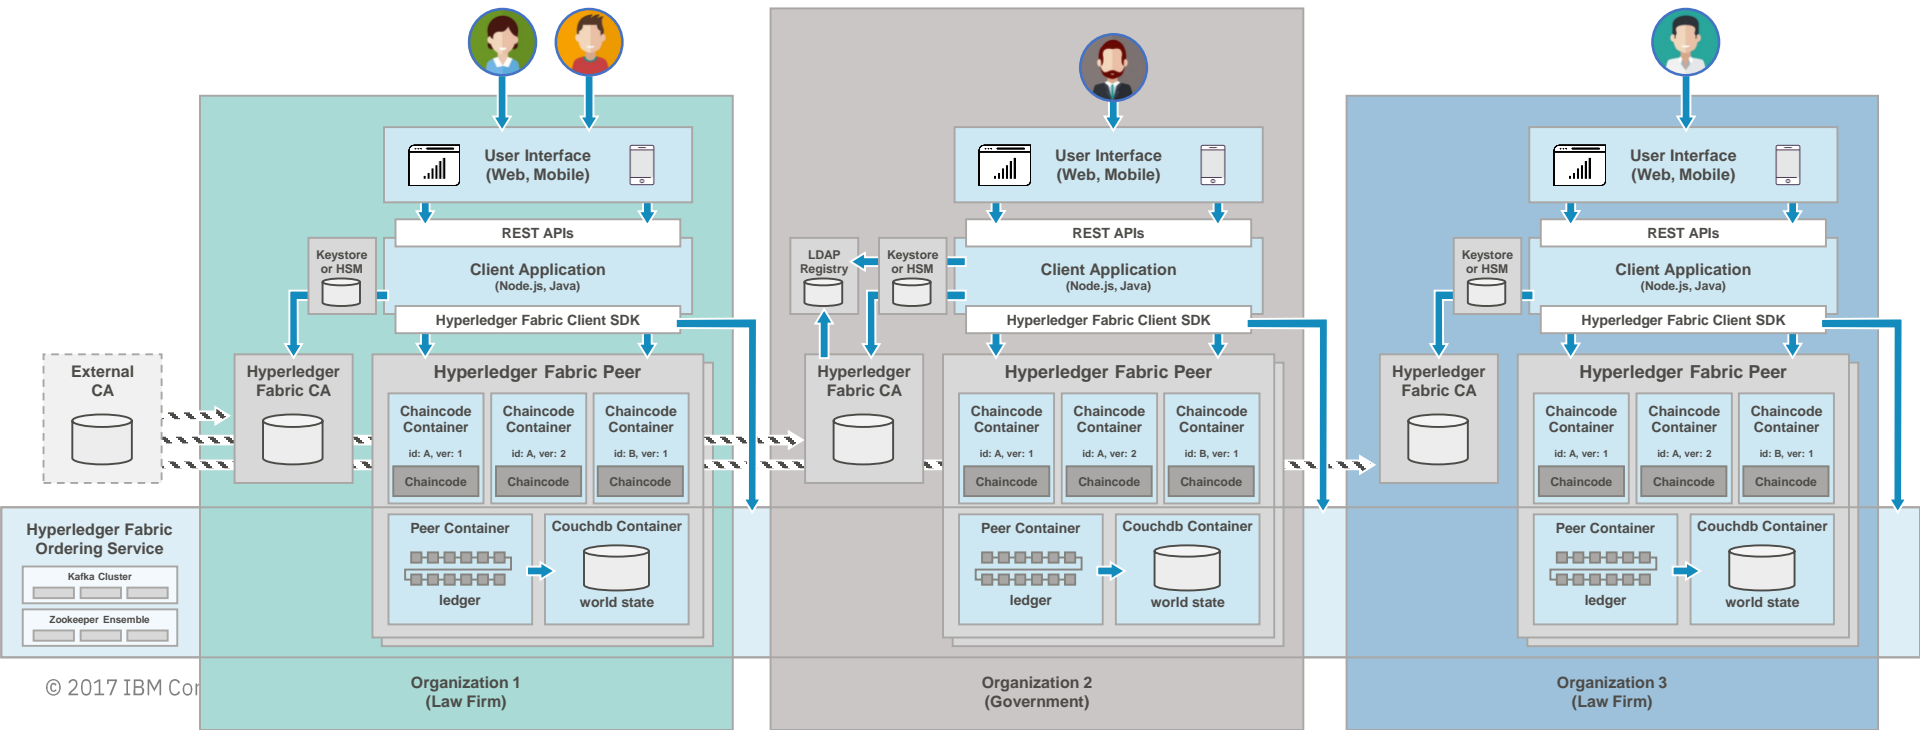 External
CA
Hyperledger Fabric
Ordering Service
Kafka Cluster
Zookeeper Ensemble
© 2017 IBM Cor
User Interface
(Web, Mobile)
REST APIs
Keystore
or HSM
Client Application
(Node.js, Java)
Hyperledger Fabric Client SDK
Hyperledger
Fabric CA
Hyperledger Fabric Peer
Chaincode
Container
id: A, ver: 1
Chaincode
Chaincode
Container
id: A, ver: 2
Chaincode
Chaincode
Container
id: B, ver: 1
Chaincode
Peer Container
ledger
Couchdb Container
world state
Organization 1
(Law Firm)
User Interface
(Web, Mobile)
REST APIs
LDAP
Registry
Keystore
or HSM
Client Application
(Node.js, Java)
Hyperledger Fabric Client SDK
Hyperledger
Fabric CA
Hyperledger Fabric Peer
Chaincode
Container
id: A, ver: 1
Chaincode
Chaincode
Container
id: A, ver: 2
Chaincode
Chaincode
Container
id: B, ver: 1
Chaincode
Peer Container
ledger
Couchdb Container
world state
Organization 2
(Government)
User Interface
(Web, Mobile)
REST APIs
Keystore
or HSM
Client Application
(Node.js, Java)
Hyperledger Fabric Client SDK
Hyperledger
Fabric CA
Hyperledger Fabric Peer
Chaincode
Container
id: A, ver: 1
Chaincode
Chaincode
Container
id: A, ver: 2
Chaincode
Chaincode
Container
id: B, ver: 1
Chaincode
Peer Container
ledger
Couchdb Container
world state
Organization 3
(Law Firm)